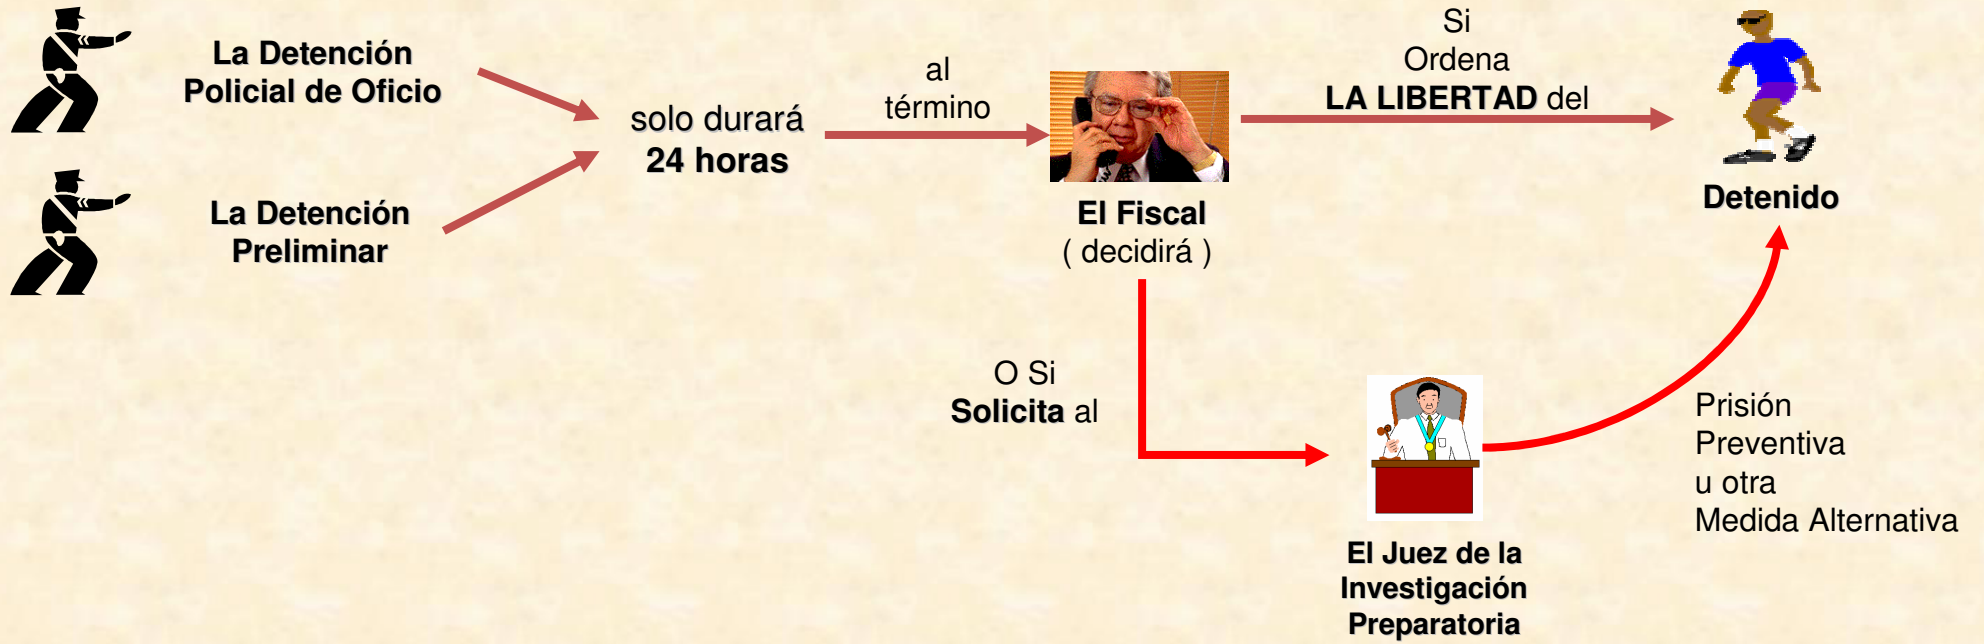 La Detención
Policial de Oficio
La Detención
Preliminar
solo durará
24 horas
al
término
El Fiscal
( decidirá )
Si
Ordena
LA LIBERTAD del
Detenido
O Si
Solicita al
El Juez de la
Investigación
Preparatoria
Prisión
Preventiva
u otra
Medida Alternativa